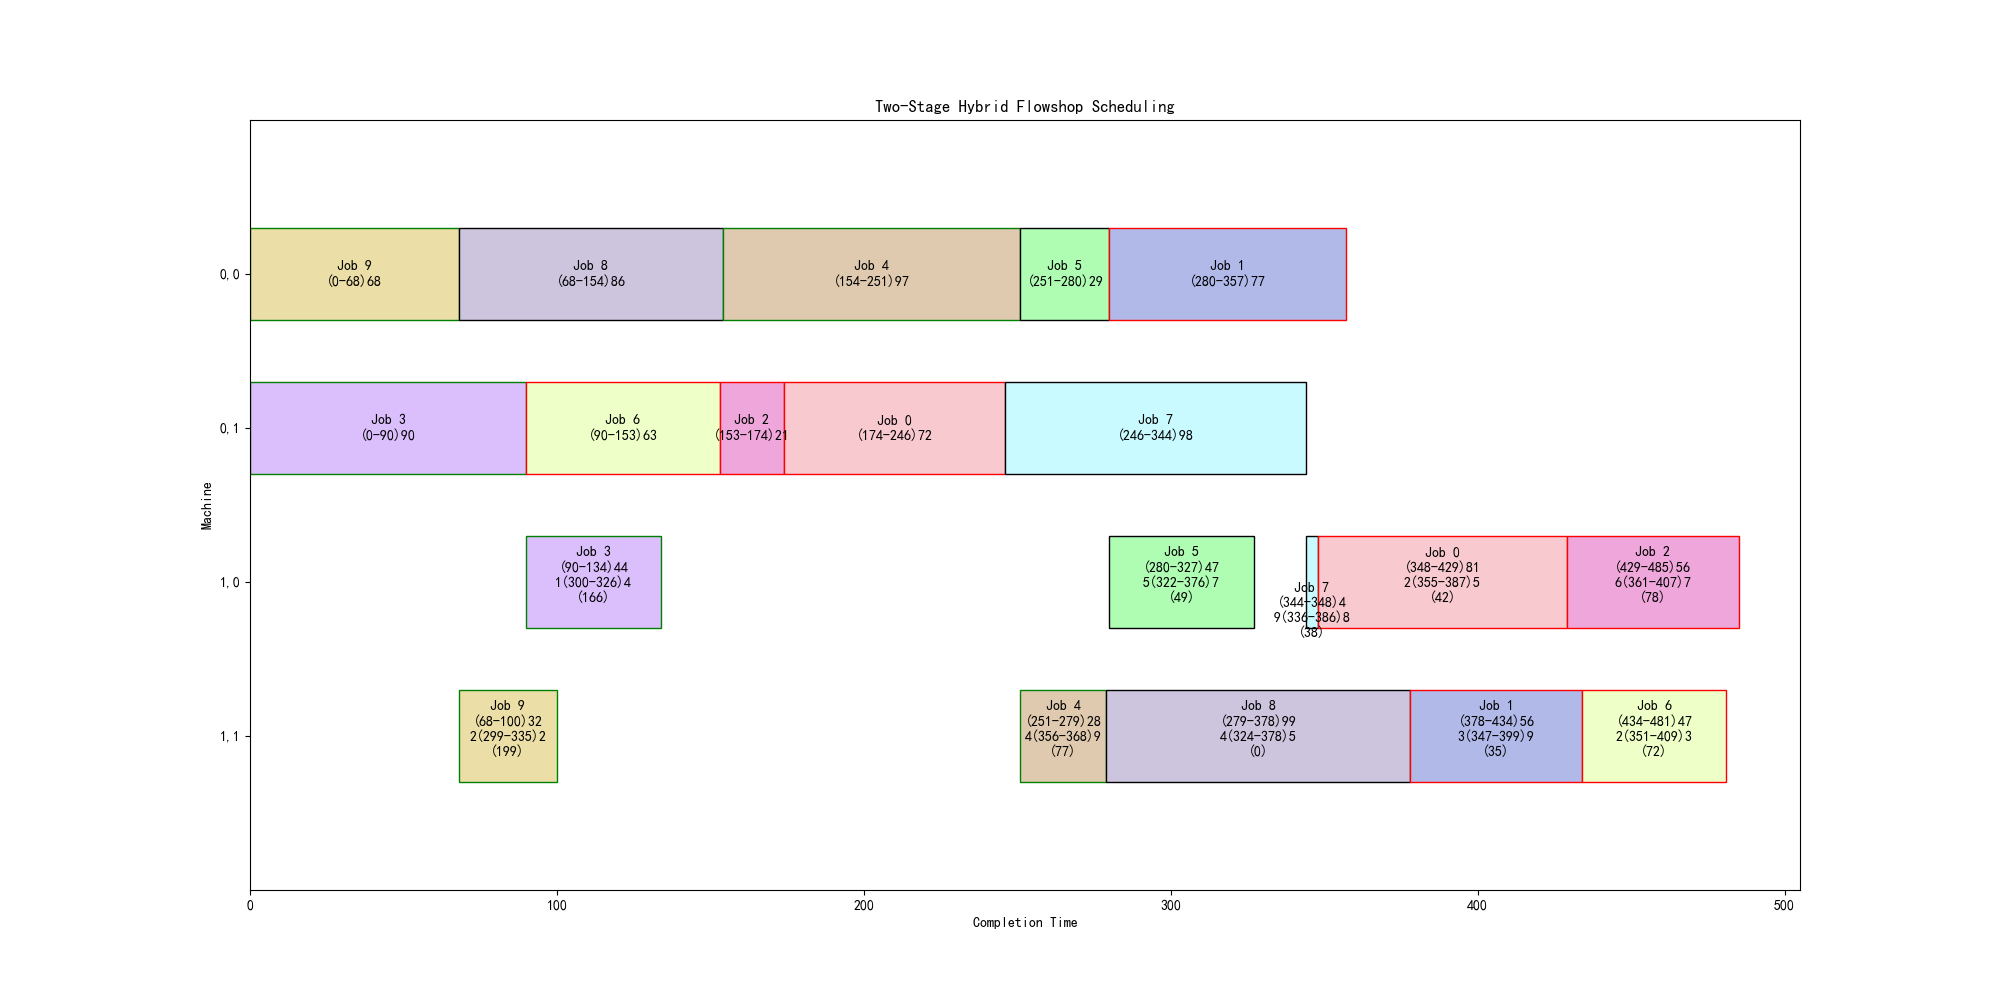 Two-Stage Hybrid Flowshop Scheduling
Machine
0,0
Job 9
(0-68)68
Job 8
(68-154)86
Job 4
(154-251)97
Job 5
(251-280)29
Job 1
(280-357)77
0,1
Job 3
(0-90)90
Job 6
(90-153)63
Job 2
(153-174)21
Job 0
(174-246)72
Job 7
(246-344)98
1,0
Job 3
(90-134)44
1(300-326)4
(166)
Job 5
(280-327)47
5(322-376)7
(49)
Job 7
(344-348)4
9(336-386)8
(38)
Job 0
(348-429)81
2(355-387)5
(42)
Job 2
(429-485)56
6(361-407)7
(78)
1,1
Job 9
(68-100)32
2(299-335)2
(199)
Job 4
(251-279)28
4(356-368)9
(77)
Job 8
(279-378)99
4(324-378)5
(0)
Job 1
(378-434)56
3(347-399)9
(35)
Job 6
(434-481)47
2(351-409)3
(72)
0 100 200 300 400 500
Completion Time